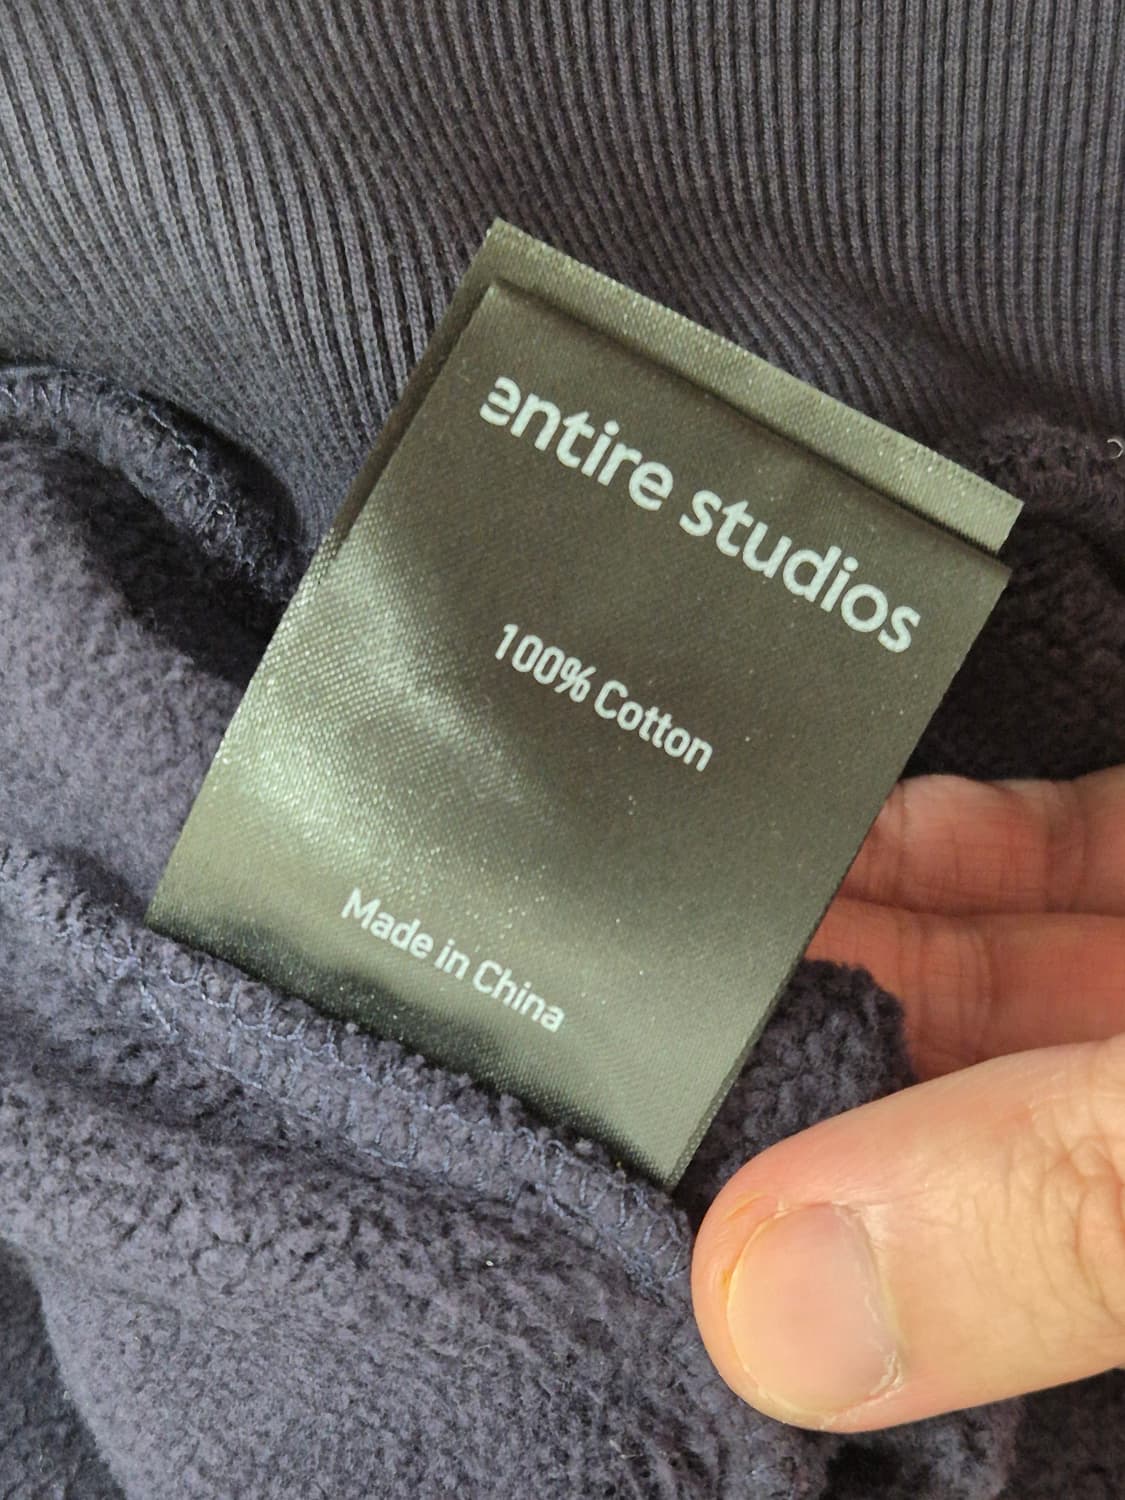 entire studios
100% Cotton
Made in China